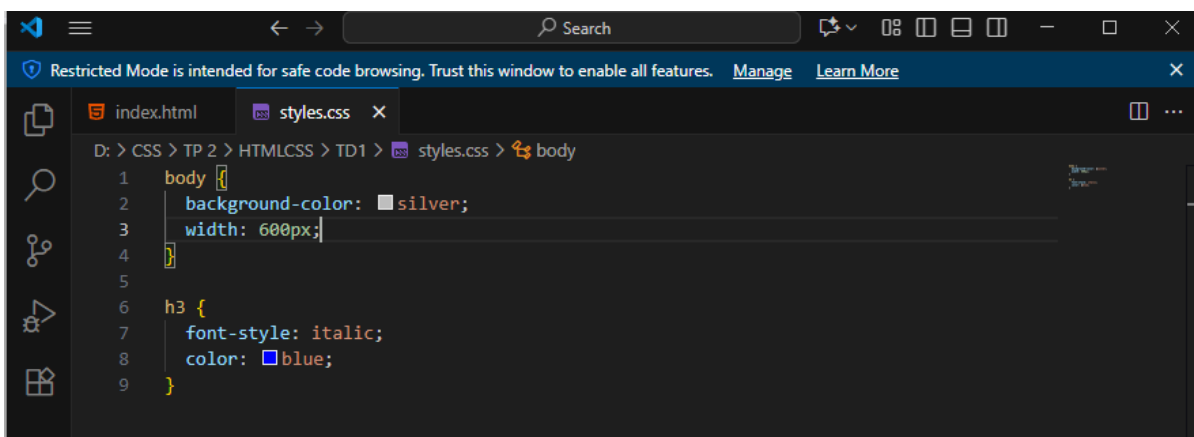 Search
Restricted Mode is intended for safe code browsing. Trust this window to enable all features. Manage Learn More
index.html styles.css
D: > CSS > TP 2 > HTMLCSS > TD1 > styles.css > body
1 body {
2 background-color: silver;
3 width: 600px;
4 }
5
6 h3 {
7 font-style: italic;
8 color: blue;
9 }